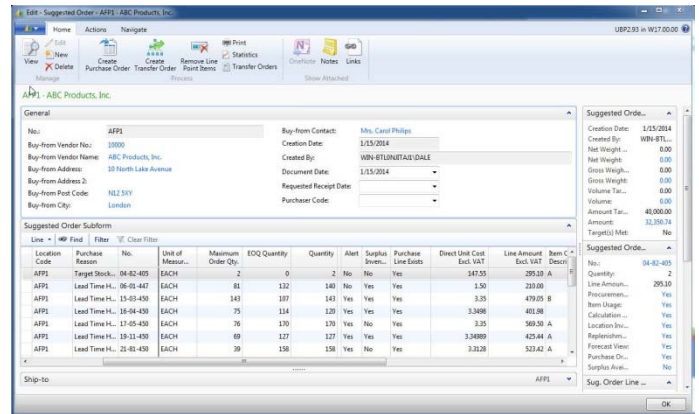 Edit - Suggested Order - AFP1 - ABC Products, Inc.
Home Actions Navigate
UBP2.93 in W17.00.00
View
Edit
New
Delete
Create Purchase Order
Create Transfer Order
Remove Line Point Items
Print
Statistics
Transfer Orders
OneNote
Notes
Links
Manage
Process
Show Attached
AFP1 - ABC Products, Inc.
General
No.: AFP1
Buy-from Vendor No.: 10000
Buy-from Vendor Name: ABC Products, Inc.
Buy-from Address: 10 North Lake Avenue
Buy-from Address 2:
Buy-from Post Code: N12 5XY
Buy-from City: London
Buy-from Contact: Mrs. Carol Philips
Creation Date: 1/15/2014
Created By:
Document Date: 1/15/2014
Requested Receipt Date:
Purchaser Code:
Suggested Order Subform
Line Find Filter Clear Filter
Location Code Purchase Reason No. Unit of Measur... Maximum Order Qty. EOQ Quantity Quantity Alert Surplus Inven... Purchase Line Exists Direct Unit Cost Excl. VAT Line Amount Excl. VAT Item C Descri
AFP1 Target Stock... 04-82-405 EACH 2 0 2 No No Yes 147.55 295.10 A
AFP1 Lead Time H... 06-01-447 EACH 81 132 140 No Yes Yes 1.50 210.00
AFP1 Lead Time H... 15-03-450 EACH 143 107 143 Yes Yes Yes 3.35 479.05 B
AFP1 Lead Time H... 16-04-450 EACH 75 114 120 Yes Yes Yes 3.3498 401.98
AFP1 Lead Time H... 17-05-450 EACH 76 170 170 Yes No Yes 3.35 569.50 A
AFP1 Lead Time H... 19-11-450 EACH 69 127 127 Yes Yes Yes 3.34989 425.44 A
AFP1 Lead Time H... 21-81-450 EACH 39 158 158 Yes No Yes 3.3128 523.42 A
Ship-to AFP1
Suggested Orde...
Creation Date: 1/15/2014
Created By: WIN-BTL...
Net Weight ... 0.00
Net Weight: 0.00
Gross Weigh... 0.00
Gross Weight: 0.00
Volume Tar... 0.00
Volume: 0.00
Amount Tar... 40,000.00
Amount: 32,350.74
Target(s) Met: No
Suggested Orde...
No.: 04-82-405
Quantity: 2
Line Amoun... 295.10
Procuremen... Yes
Item Usage: Yes
Calculation ... Yes
Location Inv... Yes
Replenishm... Yes
Forecast View: Yes
Purchase Or... Yes
Surplus Avai... No
Sug. Order Line ...
OK